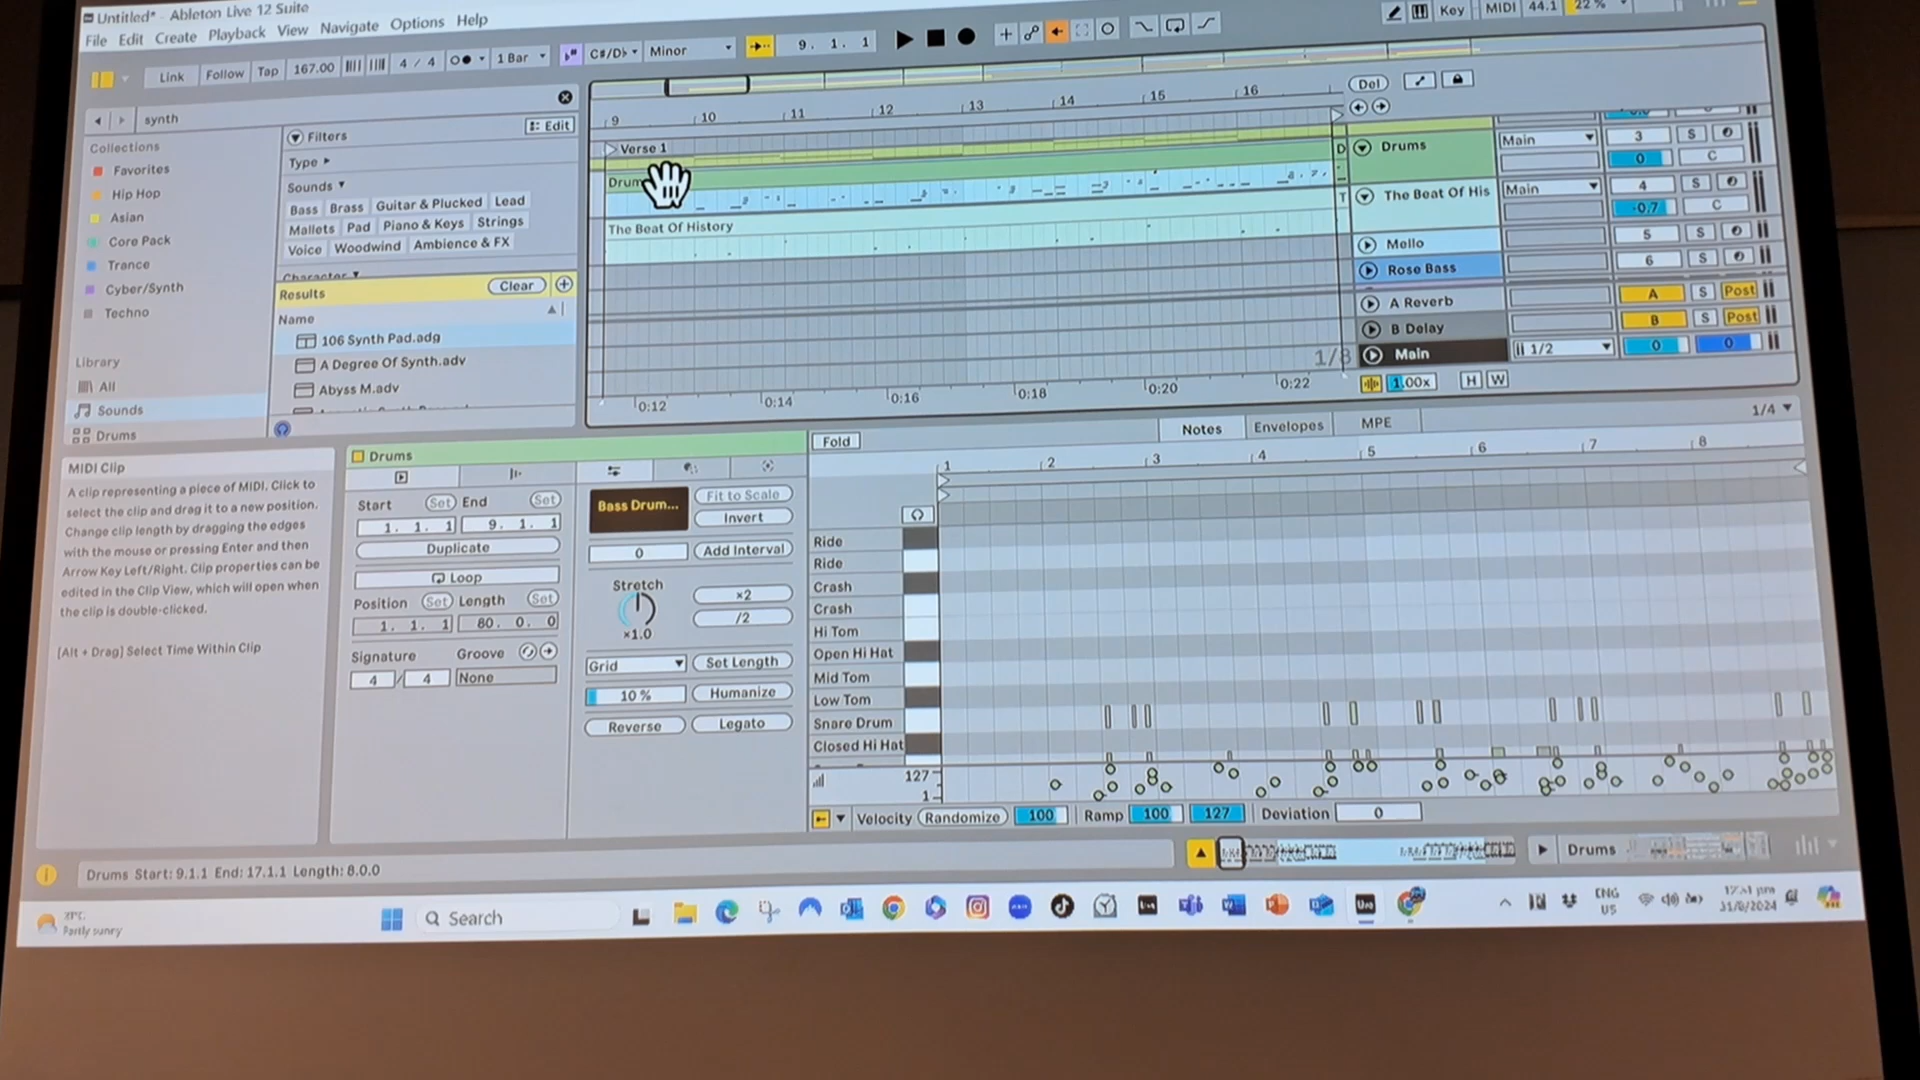 Untitled* - Ableton Live 12 Suite
File Edit Create Playback View Navigate Options Help
Link Follow Tap 167.00 4 / 4 1 Bar C#/Db Minor 9. 1. 1 Key MIDI 44.1 22 %
synth
Collections
Favorites
Hip Hop
Asian
Core Pack
Trance
Cyber/Synth
Techno
Library
All
Sounds
Drums
Filters Edit
Type
Sounds
Bass Brass Guitar & Plucked Lead
Mallets Pad Piano & Keys Strings
Voice Woodwind Ambience & FX
Character
Results Clear
Name
106 Synth Pad.adg
A Degree Of Synth.adv
Abyss M.adv
9 10 11 12 13 14 15 16
Verse 1
Drum
The Beat Of History
1/8
0:12 0:14 0:16 0:18 0:20 0:22
Del
D Drums Main 3 S
0 C
T The Beat Of His Main 4 S
-0.7 C
Mello 5 S
Rose Bass 6 S
A Reverb A S Post
B Delay B S Post
Main 1/2 0 0
1.00x H W
MIDI Clip
A clip representing a piece of MIDI. Click to
select the clip and drag it to a new position.
Change clip length by dragging the edges
with the mouse or pressing Enter and then
Arrow Key Left/Right. Clip properties can be
edited in the Clip View, which will open when
the clip is double-clicked.
[Alt + Drag] Select Time Within Clip
Drums
Start Set End Set
1. 1. 1 9. 1. 1
Duplicate
Loop
Position Set Length Set
1. 1. 1 80. 0. 0
Signature Groove
4 / 4 None
Bass Drum... Fit to Scale
Invert
0 Add Interval
Stretch
×2
/2
×1.0
Grid Set Length
10 % Humanize
Reverse Legato
Fold Notes Envelopes MPE 1/4
1 2 3 4 5 6 7 8
Ride
Ride
Crash
Crash
Hi Tom
Open Hi Hat
Mid Tom
Low Tom
Snare Drum
Closed Hi Hat
127
1
Velocity Randomize 100 Ramp 100 127 Deviation 0
Drums Start: 9.1.1 End: 17.1.1 Length: 8.0.0
Drums
Partly sunny
Search
ENG
US
31/8/2024